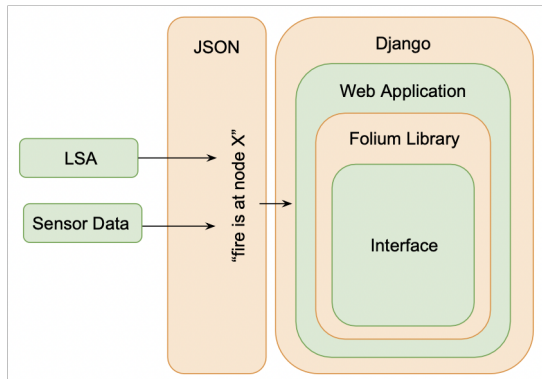 JSON
Django
Web Application
Folium Library
LSA
Sensor Data
"fire is at node X"
Interface